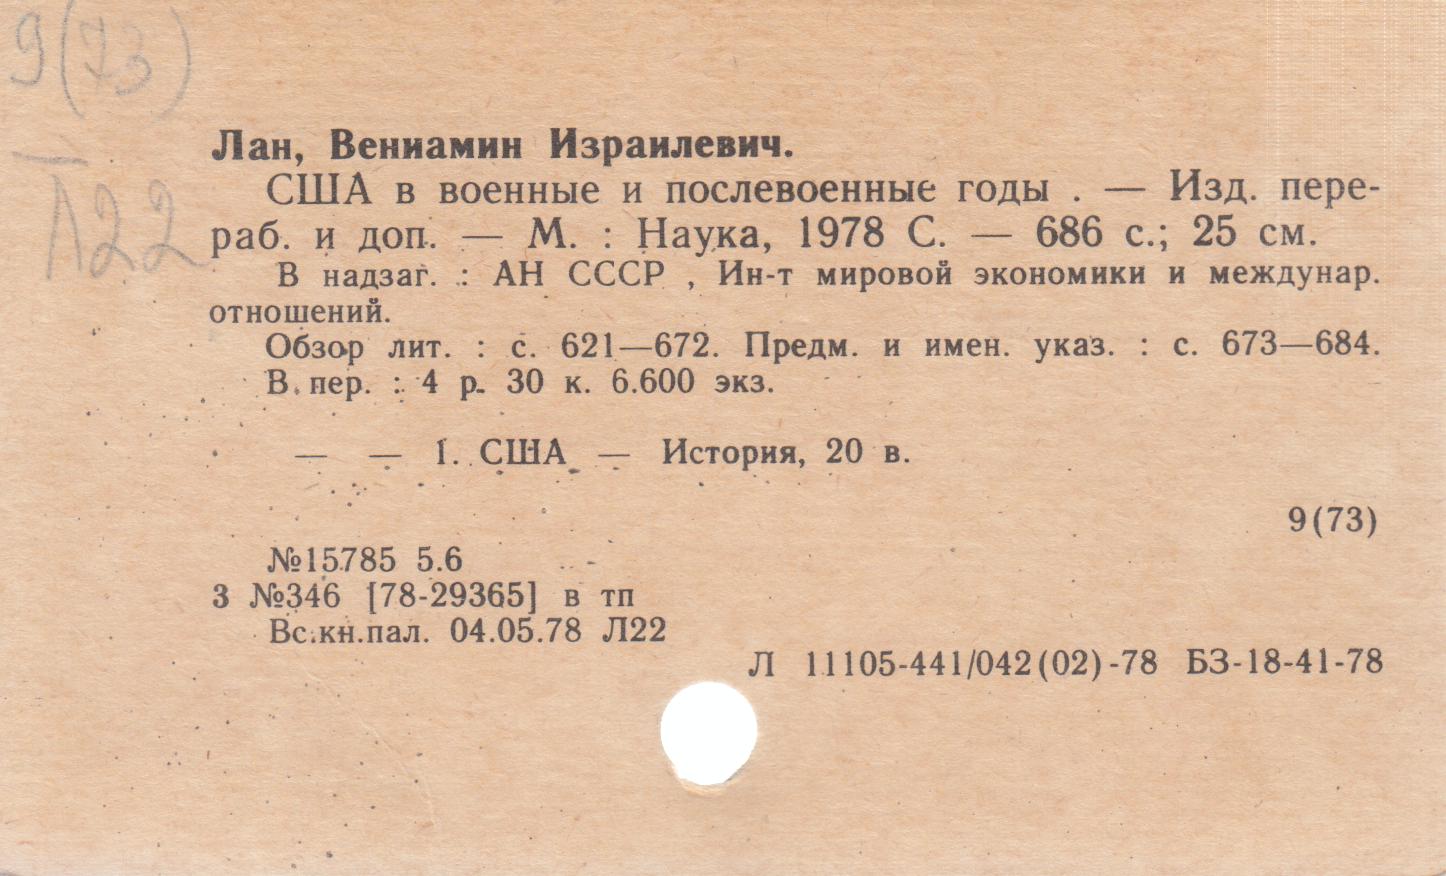 9(73)
Л22
Лан, Вениамин Израилевич.
США в военные и послевоенные годы . — Изд. пере-
раб. и доп. — М. : Наука, 1978 С. — 686 с.; 25 см.
В надзаг. : АН СССР , Ин-т мировой экономики и междунар.
отношений.
Обзор лит. : с. 621—672. Предм. и имен. указ. : с. 673—684.
В пер. : 4 р. 30 к. 6.600 экз.
— — 1. США — История, 20 в.
9(73)
№15785 5.6
3 №346 [78-29365] в тп
Вс.кн.пал. 04.05.78 Л22
Л 11105-441/042(02)-78 БЗ-18-41-78